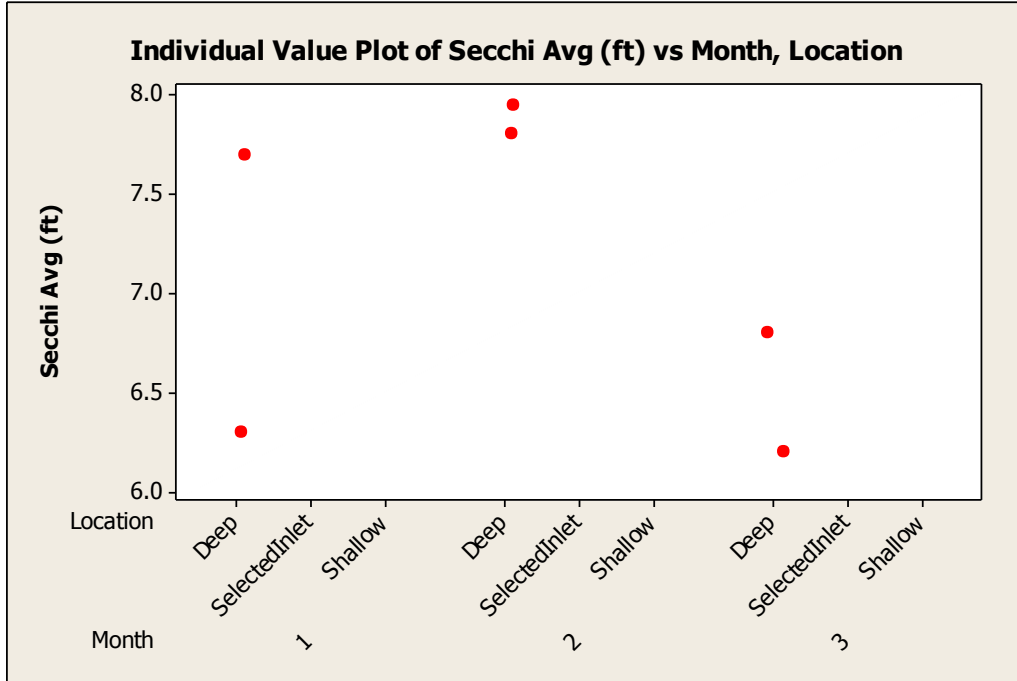 Individual Value Plot of Secchi Avg (ft) vs Month, Location
Secchi Avg (ft)
8.0
7.5
7.0
6.5
6.0
Location
Deep
SelectedInlet
Shallow
Deep
SelectedInlet
Shallow
Deep
SelectedInlet
Shallow
Month
1
2
3